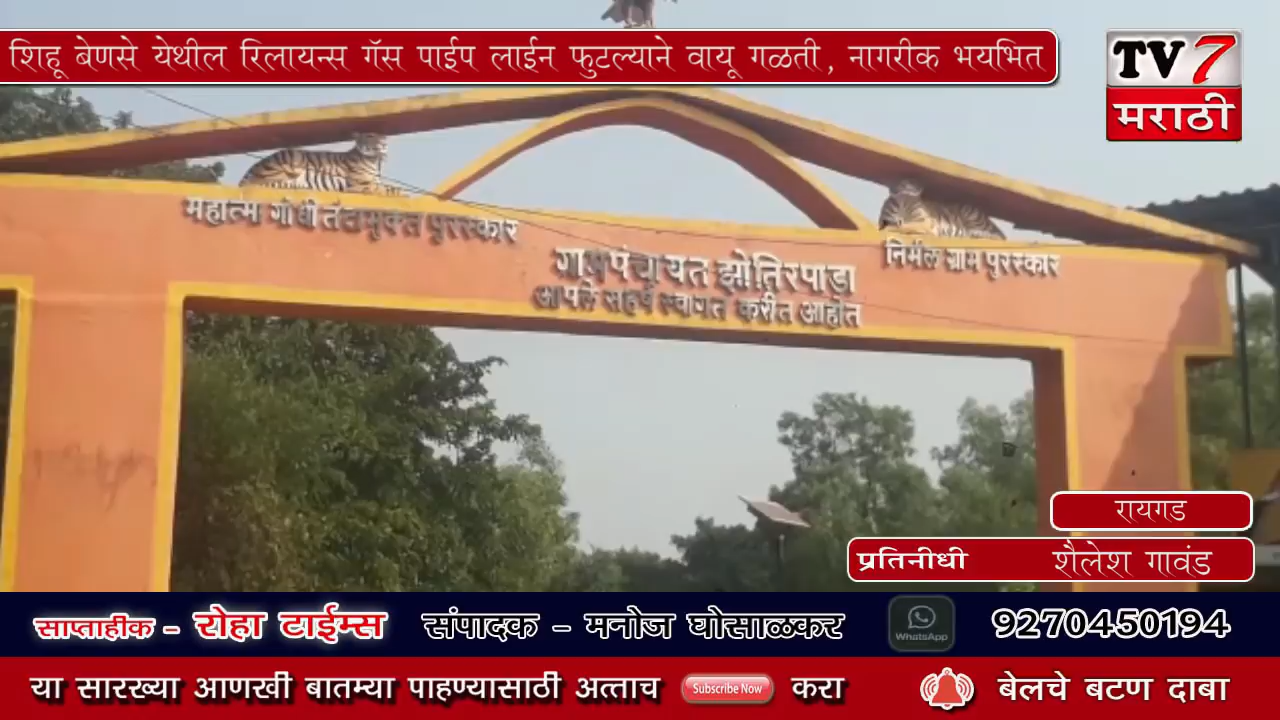 शिहू बेणसे येथील रिलायन्स गॅस पाईप लाईन फुटल्याने वायू गळती, नागरीक भयभित
TV 7
मराठी
महात्मा गांधी तंटामुक्त पुरस्कार
निर्मल ग्राम पुरस्कार
ग्रामपंचायत झोतिरपाडा
आपले सहर्ष स्वागत करीत आहोत
रायगड
प्रतिनीधी शैलेश गावंड
साप्ताहीक - रोहा टाईम्स संपादक - मनोज घोसाळकर WhatsApp 9270450194
या सारख्या आणखी बातम्या पाहण्यासाठी अत्ताच Subscribe Now करा बेलचे बटण दाबा